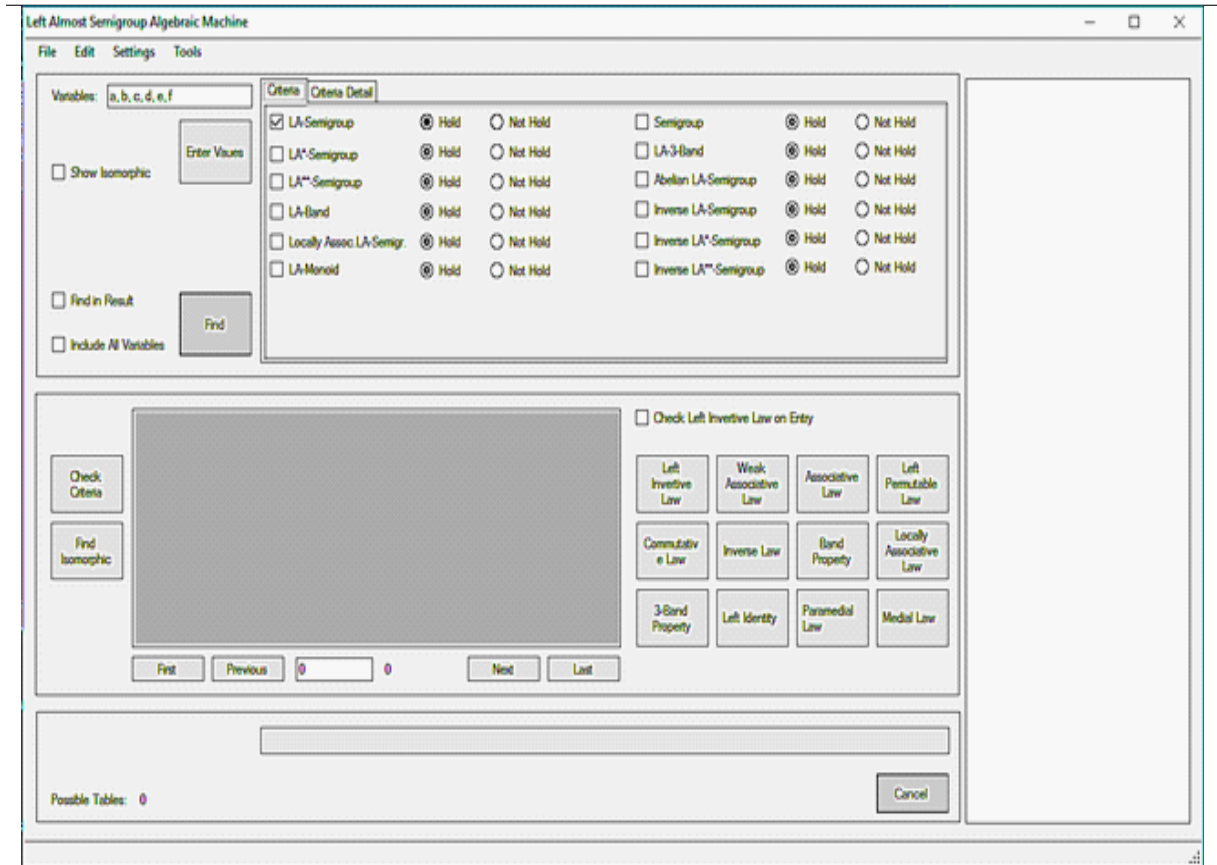 Left Almost Semigroup Algebraic Machine
File Edit Settings Tools
Variables: a, b, c, d, e, f
Enter Vaues
Show Isomorphic
Find in Result
Find
Include All Variables
Criteria Criteria Detail
LA-Semigroup Hold Not Hold Semigroup Hold Not Hold
LA*-Semigroup Hold Not Hold LA-3-Band Hold Not Hold
LA**-Semigroup Hold Not Hold Abelian LA-Semigroup Hold Not Hold
LA-Band Hold Not Hold Inverse LA-Semigroup Hold Not Hold
Locally Assoc.LA-Semigr. Hold Not Hold Inverse LA*-Semigroup Hold Not Hold
LA-Monoid Hold Not Hold Inverse LA**-Semigroup Hold Not Hold
Check Criteria
Find Isomorphic
First Previous 0 0 Next Last
Check Left Invertive Law on Entry
Left Invertive Law
Weak Associative Law
Associative Law
Left Permutable Law
Commutativ
e Law
Inverse Law
Band Property
Locally Associative Law
3-Band Property
Left Identity
Paramedial Law
Medial Law
Possible Tables: 0
Cancel